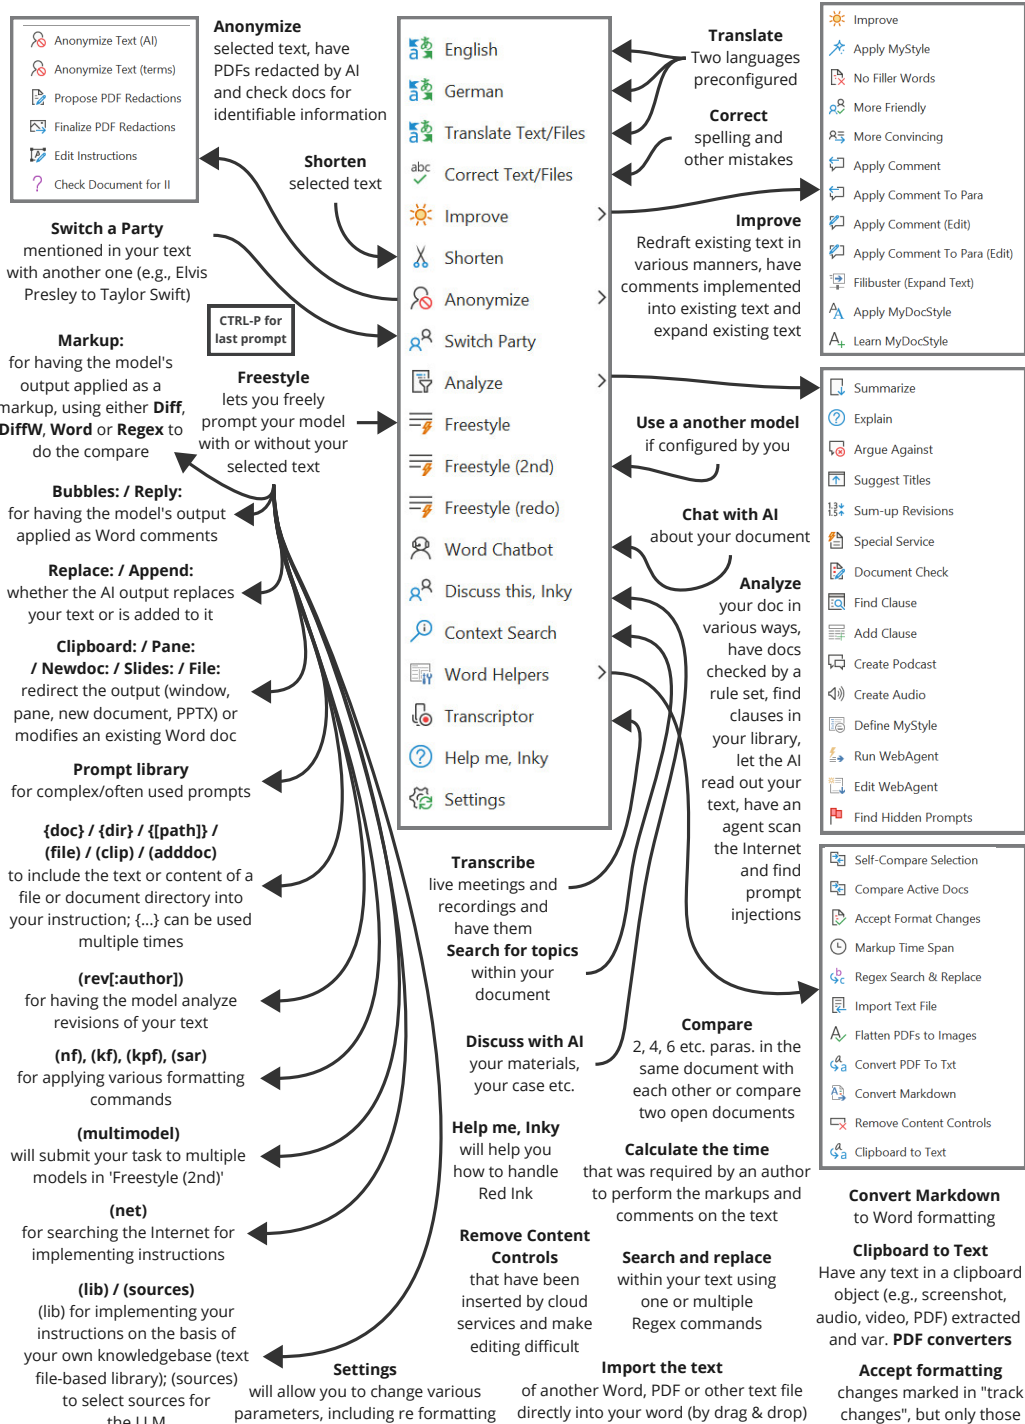 Anonymize Text (AI)
Anonymize Text (terms)
Propose PDF Redactions
Finalize PDF Redactions
Edit Instructions
Check Document for II
Anonymize
selected text, have
PDFs redacted by AI
and check docs for
identifiable information
Shorten
selected text
Switch a Party
mentioned in your text
with another one (e.g., Elvis
Presley to Taylor Swift)
CTRL-P for
last prompt
Markup:
for having the model's
output applied as a
markup, using either Diff,
DiffW, Word or Regex to
do the compare
Freestyle
lets you freely
prompt your model
with or without your
selected text
Bubbles: / Reply:
for having the model's output
applied as Word comments
Replace: / Append:
whether the AI output replaces
your text or is added to it
Clipboard: / Pane:
/ Newdoc: / Slides: / File:
redirect the output (window,
pane, new document, PPTX) or
modifies an existing Word doc
Prompt library
for complex/often used prompts
{doc} / {dir} / {[path]} /
(file) / (clip) / (adddoc)
to include the text or content of a
file or document directory into
your instruction; {...} can be used
multiple times
(rev[:author])
for having the model analyze
revisions of your text
(nf), (kf), (kpf), (sar)
for applying various formatting
commands
(multimodel)
will submit your task to multiple
models in 'Freestyle (2nd)'
(net)
for searching the Internet for
implementing instructions
(lib) / (sources)
(lib) for implementing your
instructions on the basis of
your own knowledgebase (text
file-based library); (sources)
to select sources for
the LLM
English
German
Translate Text/Files
abc
Correct Text/Files
Improve
Shorten
Anonymize
Switch Party
Analyze
Freestyle
Freestyle (2nd)
Freestyle (redo)
Word Chatbot
Discuss this, Inky
Context Search
Word Helpers
Transcriptor
Help me, Inky
Settings
Translate
Two languages
preconfigured
Correct
spelling and
other mistakes
Improve
Redraft existing text in
various manners, have
comments implemented
into existing text and
expand existing text
Use a another model
if configured by you
Chat with AI
about your document
Analyze
your doc in
various ways,
have docs
checked by a
rule set, find
clauses in
your library,
let the AI
read out your
text, have an
agent scan
the Internet
and find
prompt
injections
Transcribe
live meetings and
recordings and
have them
Search for topics
within your
document
Discuss with AI
your materials,
your case etc.
Help me, Inky
will help you
how to handle
Red Ink
Remove Content
Controls
that have been
inserted by cloud
services and make
editing difficult
Settings
will allow you to change various
parameters, including re formatting
Compare
2, 4, 6 etc. paras. in the
same document with
each other or compare
two open documents
Calculate the time
that was required by an author
to perform the markups and
comments on the text
Search and replace
within your text using
one or multiple
Regex commands
Import the text
of another Word, PDF or other text file
directly into your word (by drag & drop)
Improve
Apply MyStyle
No Filler Words
More Friendly
More Convincing
Apply Comment
Apply Comment To Para
Apply Comment (Edit)
Apply Comment To Para (Edit)
Filibuster (Expand Text)
Apply MyDocStyle
Learn MyDocStyle
Summarize
Explain
Argue Against
Suggest Titles
Sum-up Revisions
Special Service
Document Check
Find Clause
Add Clause
Create Podcast
Create Audio
Define MyStyle
Run WebAgent
Edit WebAgent
Find Hidden Prompts
Self-Compare Selection
Compare Active Docs
Accept Format Changes
Markup Time Span
Regex Search & Replace
Import Text File
Flatten PDFs to Images
Convert PDF To Txt
Convert Markdown
Remove Content Controls
Clipboard to Text
Convert Markdown
to Word formatting
Clipboard to Text
Have any text in a clipboard
object (e.g., screenshot,
audio, video, PDF) extracted
and var. PDF converters
Accept formatting
changes marked in "track
changes", but only those